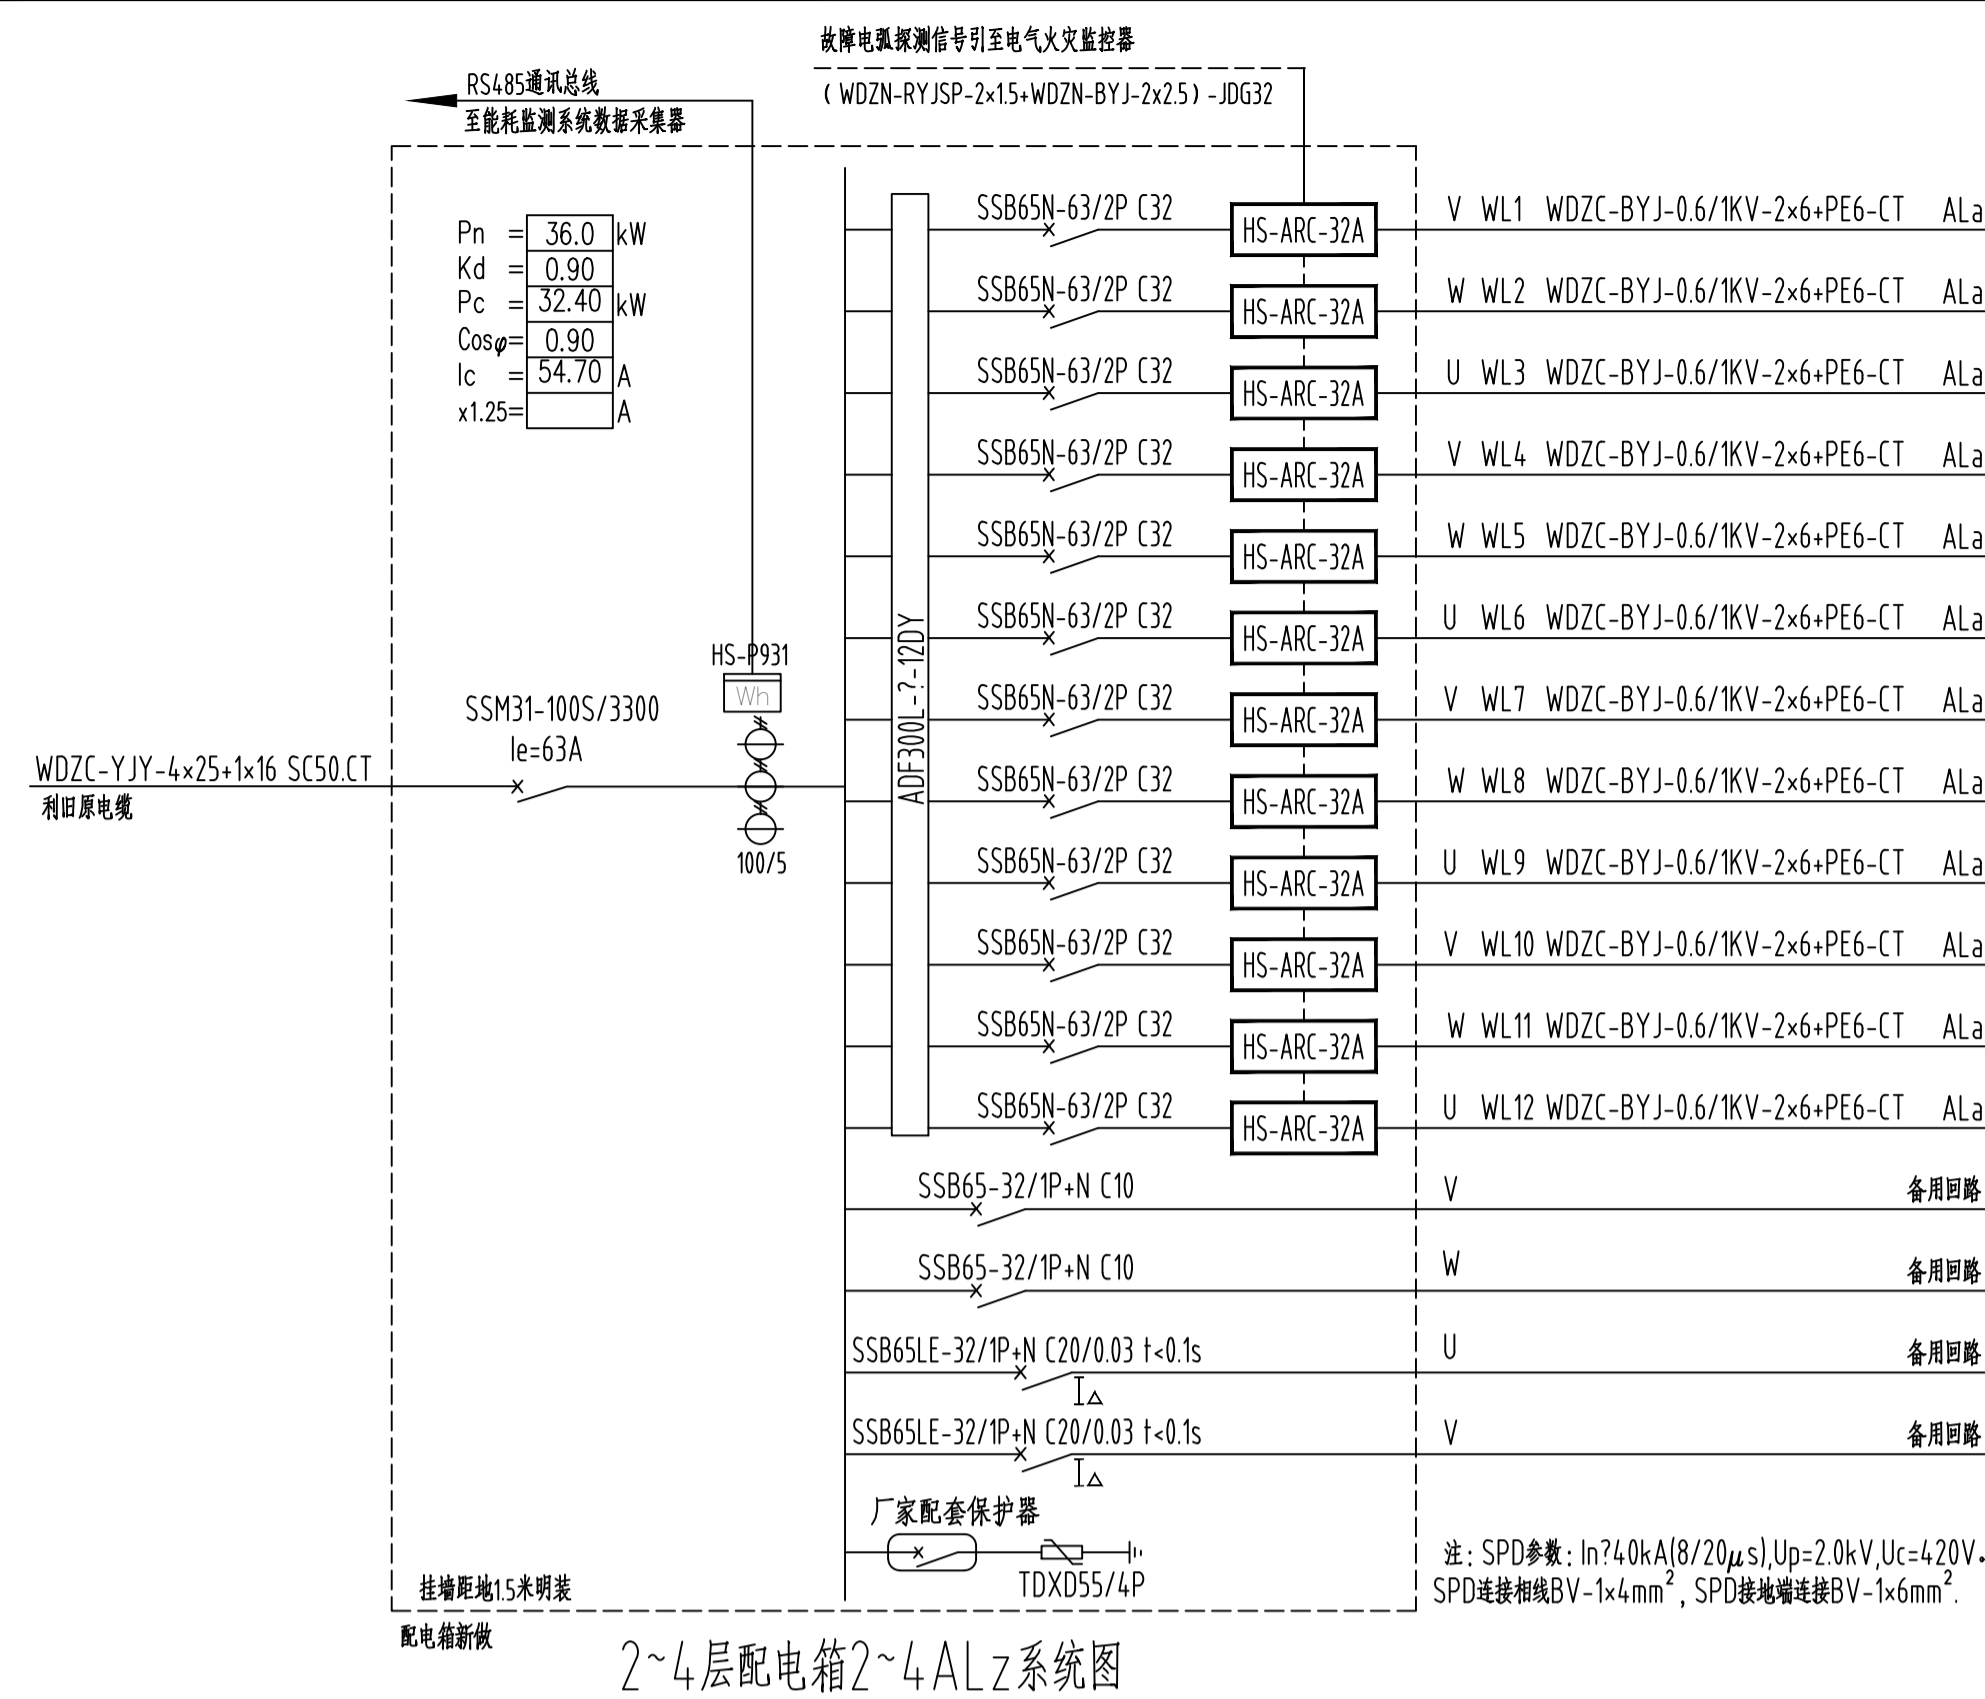 故障电弧探测信号引至电气火灾监控器
(WDZN-RYJSP-2×1.5+WDZN-BYJ-2x2.5)-JDG32
RS485通讯总线
至能耗监测系统数据采集器
Pn = 36.0 kW
Kd = 0.90
Pc = 32.40 kW
Cosφ= 0.90
Ic = 54.70 A
x1.25= A
HS-P931
Wh
100/5
SSM31-100S/3300
Ie=63A
WDZC-YJY-4×25+1×16 SC50.CT
利旧原电缆
ADF300L-?-12DY
SSB65N-63/2P C32 HS-ARC-32A V WL1 WDZC-BYJ-0.6/1KV-2×6+PE6-CT ALa
SSB65N-63/2P C32 HS-ARC-32A W WL2 WDZC-BYJ-0.6/1KV-2×6+PE6-CT ALa
SSB65N-63/2P C32 HS-ARC-32A U WL3 WDZC-BYJ-0.6/1KV-2×6+PE6-CT ALa
SSB65N-63/2P C32 HS-ARC-32A V WL4 WDZC-BYJ-0.6/1KV-2×6+PE6-CT ALa
SSB65N-63/2P C32 HS-ARC-32A W WL5 WDZC-BYJ-0.6/1KV-2×6+PE6-CT ALa
SSB65N-63/2P C32 HS-ARC-32A U WL6 WDZC-BYJ-0.6/1KV-2×6+PE6-CT ALa
SSB65N-63/2P C32 HS-ARC-32A V WL7 WDZC-BYJ-0.6/1KV-2×6+PE6-CT ALa
SSB65N-63/2P C32 HS-ARC-32A W WL8 WDZC-BYJ-0.6/1KV-2×6+PE6-CT ALa
SSB65N-63/2P C32 HS-ARC-32A U WL9 WDZC-BYJ-0.6/1KV-2×6+PE6-CT ALa
SSB65N-63/2P C32 HS-ARC-32A V WL10 WDZC-BYJ-0.6/1KV-2×6+PE6-CT ALa
SSB65N-63/2P C32 HS-ARC-32A W WL11 WDZC-BYJ-0.6/1KV-2×6+PE6-CT ALa
SSB65N-63/2P C32 HS-ARC-32A U WL12 WDZC-BYJ-0.6/1KV-2×6+PE6-CT ALa
SSB65-32/1P+N C10 V 备用回路
SSB65-32/1P+N C10 W 备用回路
SSB65LE-32/1P+N C20/0.03 t<0.1s U 备用回路
I△
SSB65LE-32/1P+N C20/0.03 t<0.1s V 备用回路
I△
厂家配套保护器
TDXD55/4P
注：SPD参数：In?40kA(8/20μs),Up=2.0kV,Uc=420V。
SPD连接相线BV-1×4mm²，SPD接地端连接BV-1×6mm².
挂墙距地1.5米明装
配电箱新做
2~4层配电箱2~4ALz系统图